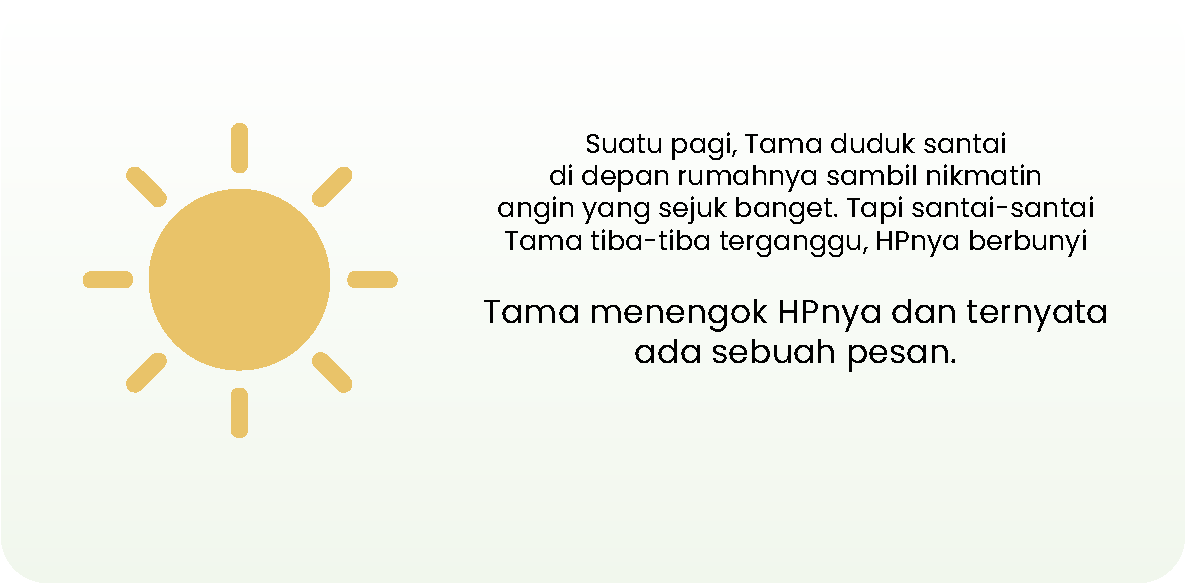 Suatu pagi, Tama duduk santai
di depan rumahnya sambil nikmatin
angin yang sejuk banget. Tapi santai-santai
Tama tiba-tiba terganggu, HPnya berbunyi
Tama menengok HPnya dan ternyata
ada sebuah pesan.